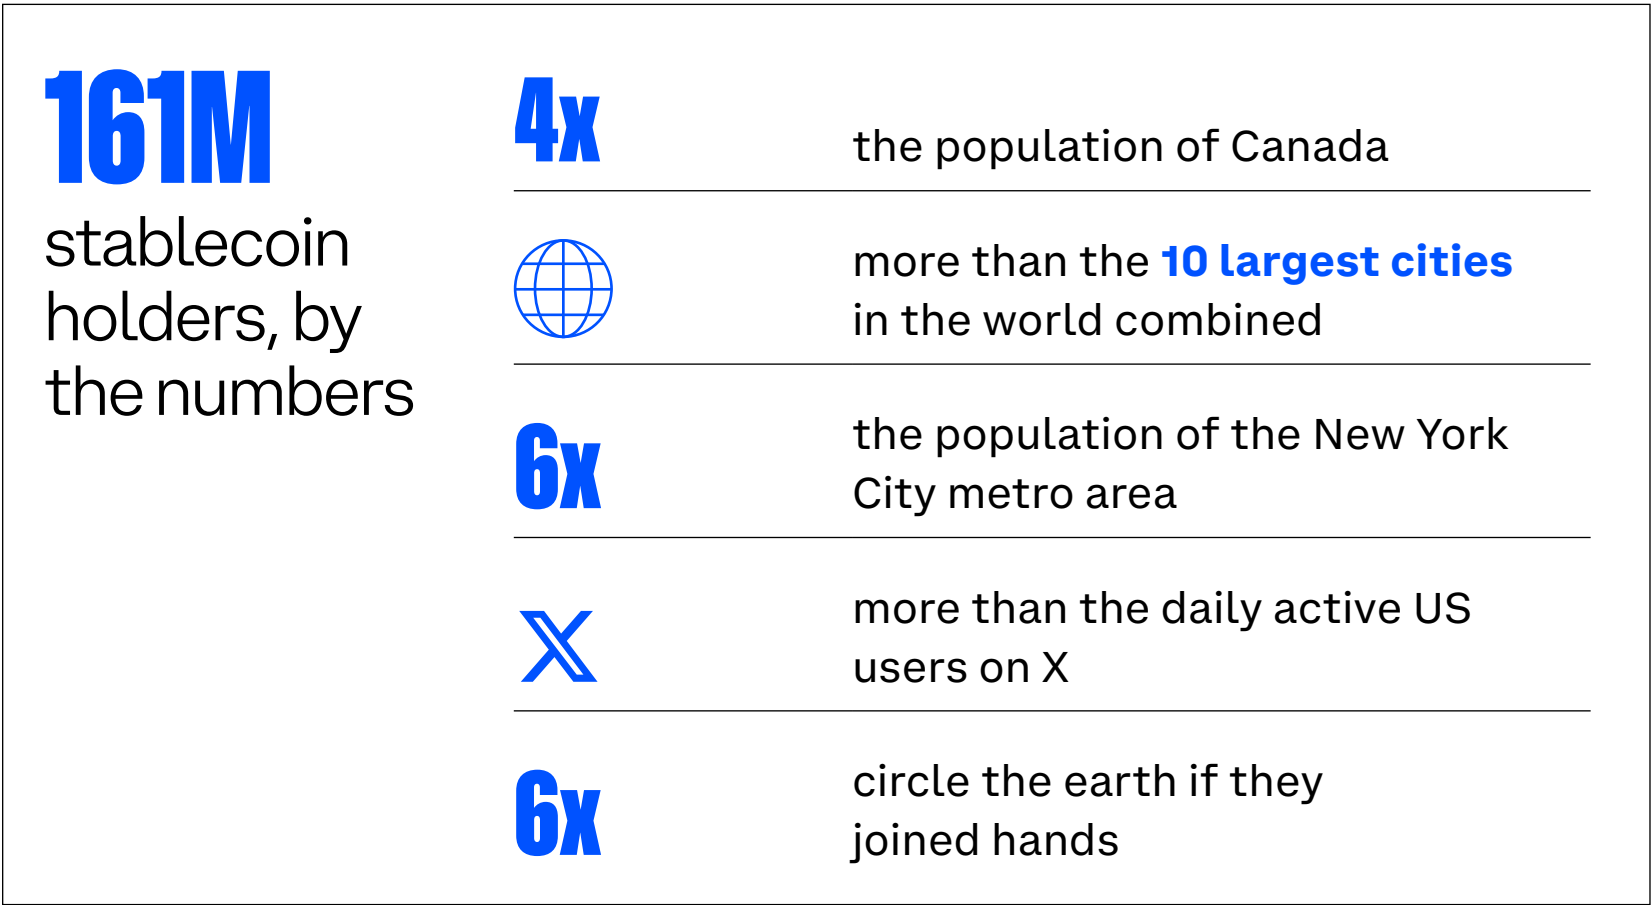 161M
stablecoin
holders, by
the numbers
4x
the population of Canada
more than the 10 largest cities
in the world combined
6x
the population of the New York
City metro area
more than the daily active US
users on X
6x
circle the earth if they
joined hands